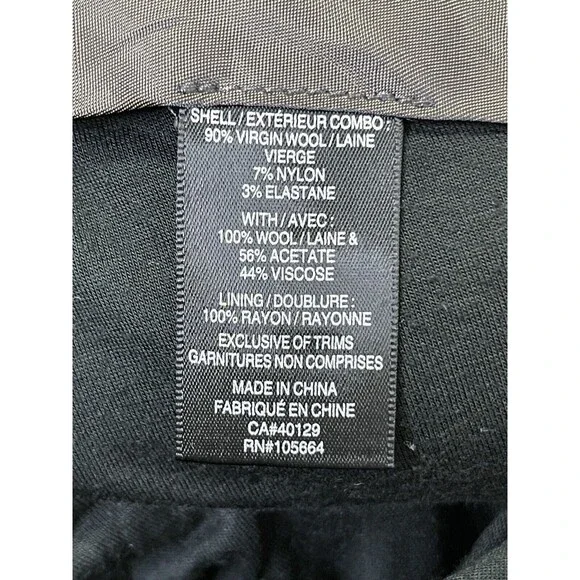 SHELL / EXTÉRIEUR COMBO :
90% VIRGIN WOOL / LAINE
VIERGE
7% NYLON
3% ELASTANE
WITH / AVEC :
100% WOOL / LAINE &
56% ACETATE
44% VISCOSE
LINING / DOUBLURE :
100% RAYON / RAYONNE
EXCLUSIVE OF TRIMS
GARNITURES NON COMPRISES
MADE IN CHINA
FABRIQUÉ EN CHINE
CA#40129
RN#105664